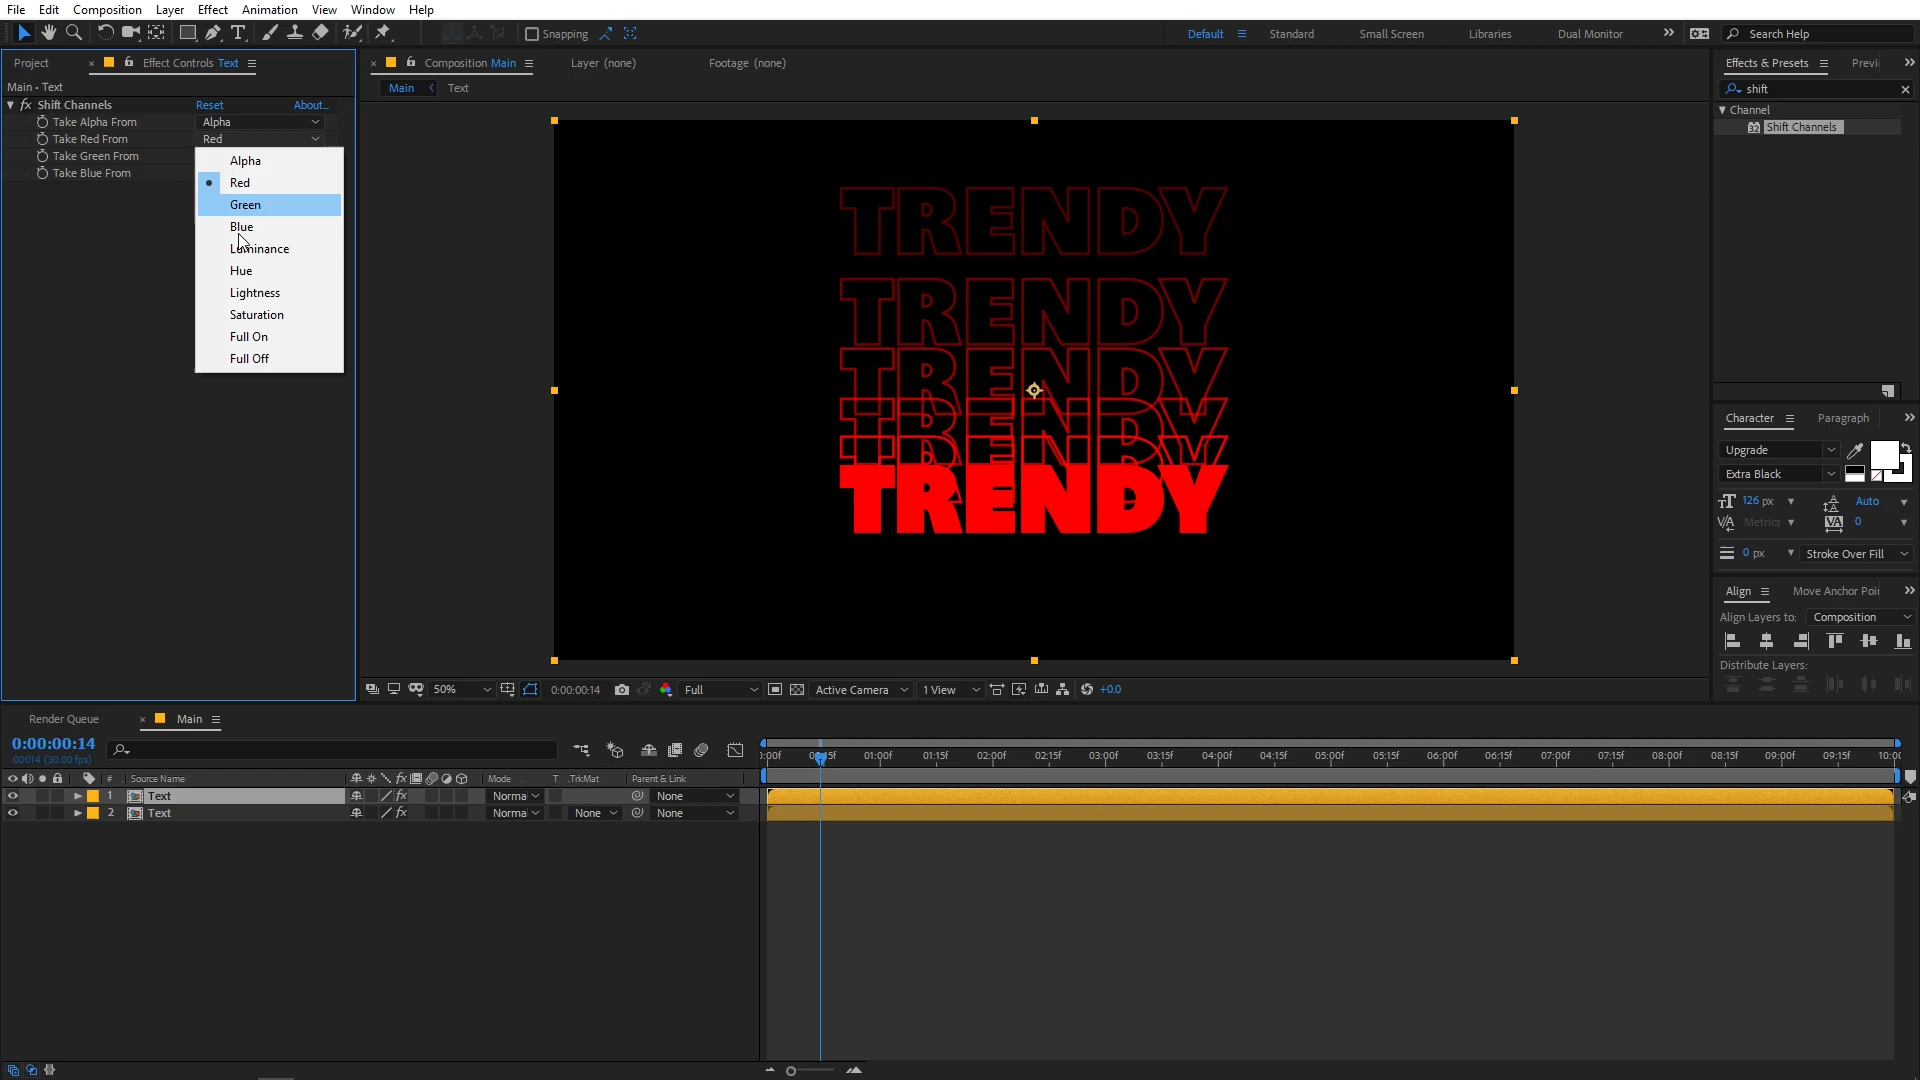 File Edit Composition Layer Effect Animation View Window Help
Snapping
Default Standard Small Screen Libraries Dual Monitor Search Help
Project × Effect Controls Text
Main • Text
fx Shift Channels Reset About...
Take Alpha From Alpha
Take Red From Red
Take Green From
Take Blue From
Alpha
Red
Green
Blue
Luminance
Hue
Lightness
Saturation
Full On
Full Off
× Composition Main Layer (none) Footage (none)
Main Text
TRENDY
TRENDY
TRENDY
TRENDY
TRENDY
TRENDY
50% 0:00:00:14 Full Active Camera 1 View +0.0
Effects & Presets
shift
Channel
32 Shift Channels
Character Paragraph
Upgrade
Extra Black
126 px Auto
Metrics 0
0 px Stroke Over Fill
Align
Align Layers to: Composition
Distribute Layers:
Render Queue × Main
0:00:00:14
00014 (30.00 fps)
01:00f 01:15f 02:00f 02:15f 03:00f 03:15f 04:00f 04:15f 05:00f 05:15f 06:00f 06:15f 07:00f 07:15f 08:00f 08:15f 09:00f 09:15f
# Source Name fx Mode T .TrkMat Parent & Link
1 Text fx None
2 Text fx None None